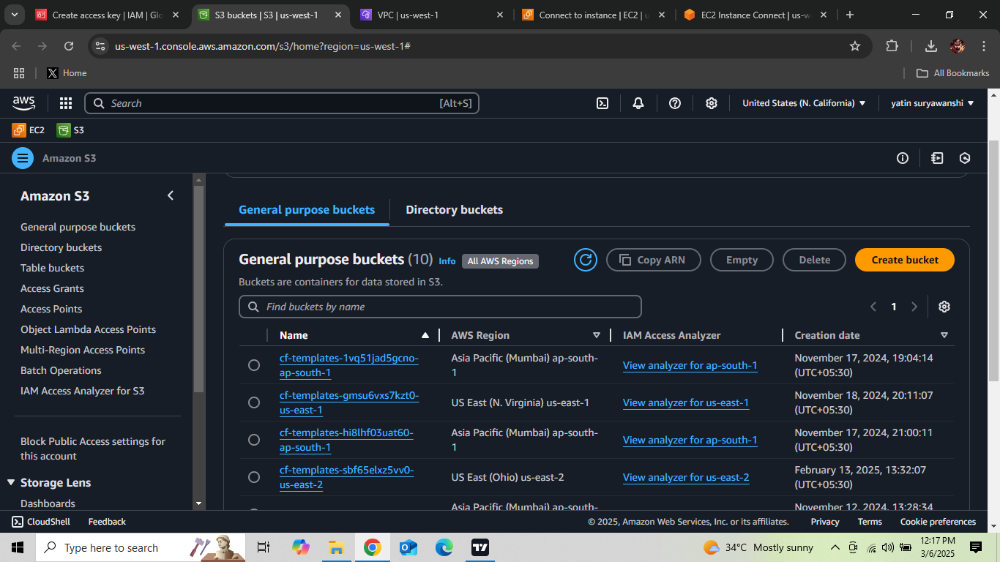 Create access key | IAM | Glo
S3 buckets | S3 | us-west-1
VPC | us-west-1
Connect to instance | EC2 | u
EC2 Instance Connect | us-w
us-west-1.console.aws.amazon.com/s3/home?region=us-west-1#
Home
All Bookmarks
aws
Search
[Alt+S]
United States (N. California)
yatin suryawanshi
EC2
S3
Amazon S3
Amazon S3
General purpose buckets
Directory buckets
Table buckets
Access Grants
Access Points
Object Lambda Access Points
Multi-Region Access Points
Batch Operations
IAM Access Analyzer for S3
Block Public Access settings for
this account
Storage Lens
Dashboards
General purpose buckets
Directory buckets
General purpose buckets (10) Info All AWS Regions
Copy ARN
Empty
Delete
Create bucket
Buckets are containers for data stored in S3.
Find buckets by name
1
Name
AWS Region
IAM Access Analyzer
Creation date
cf-templates-1vq51jad5gcno-
ap-south-1
Asia Pacific (Mumbai) ap-south-
1
View analyzer for ap-south-1
November 17, 2024, 19:04:14
(UTC+05:30)
cf-templates-gmsu6vxs7kzt0-
us-east-1
US East (N. Virginia) us-east-1
View analyzer for us-east-1
November 18, 2024, 20:11:07
(UTC+05:30)
cf-templates-hi8lhf03uat60-
ap-south-1
Asia Pacific (Mumbai) ap-south-
1
View analyzer for ap-south-1
November 17, 2024, 21:00:11
(UTC+05:30)
cf-templates-sbf65elxz5vv0-
us-east-2
US East (Ohio) us-east-2
View analyzer for us-east-2
February 13, 2025, 13:32:07
(UTC+05:30)
Asia Pacific (Mumbai) ap-south-
November 12, 2024, 13:28:34
CloudShell
Feedback
© 2025, Amazon Web Services, Inc. or its affiliates.
Privacy
Terms
Cookie preferences
Type here to search
34°C Mostly sunny
12:17 PM
3/6/2025